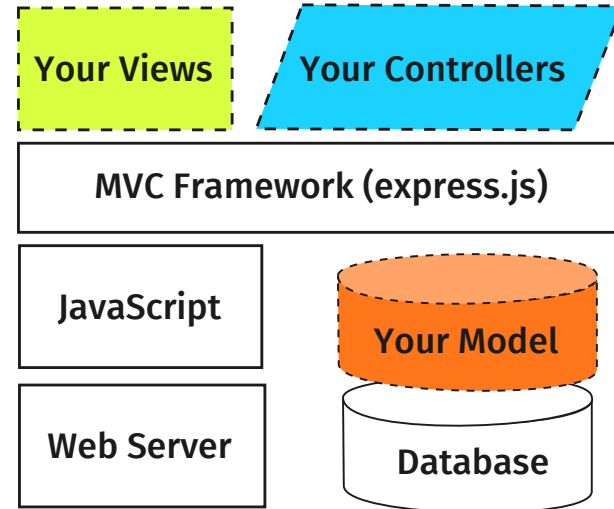 Your Views
Your Controllers
MVC Framework (express.js)
JavaScript
Your Model
Web Server
Database